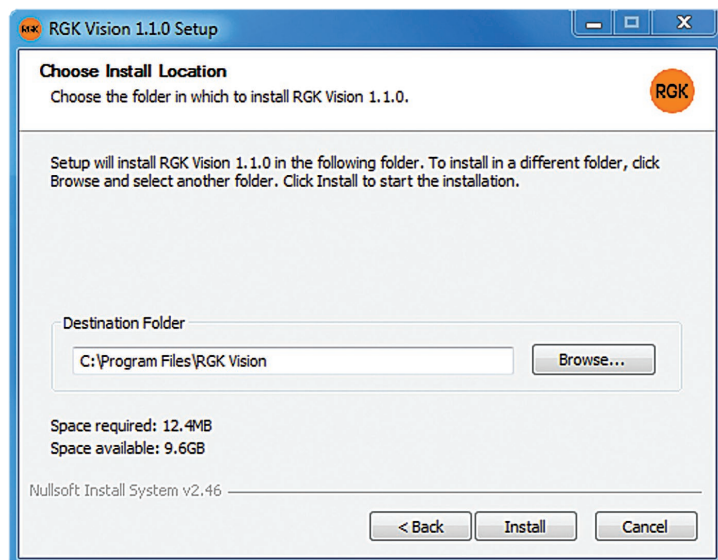 RGK RGK Vision 1.1.0 Setup
Choose Install Location
Choose the folder in which to install RGK Vision 1.1.0.
RGK
Setup will install RGK Vision 1.1.0 in the following folder. To install in a different folder, click
Browse and select another folder. Click Install to start the installation.
Destination Folder
C:\Program Files\RGK Vision
Browse...
Space required: 12.4MB
Space available: 9.6GB
Nullsoft Install System v2.46
< Back Install Cancel